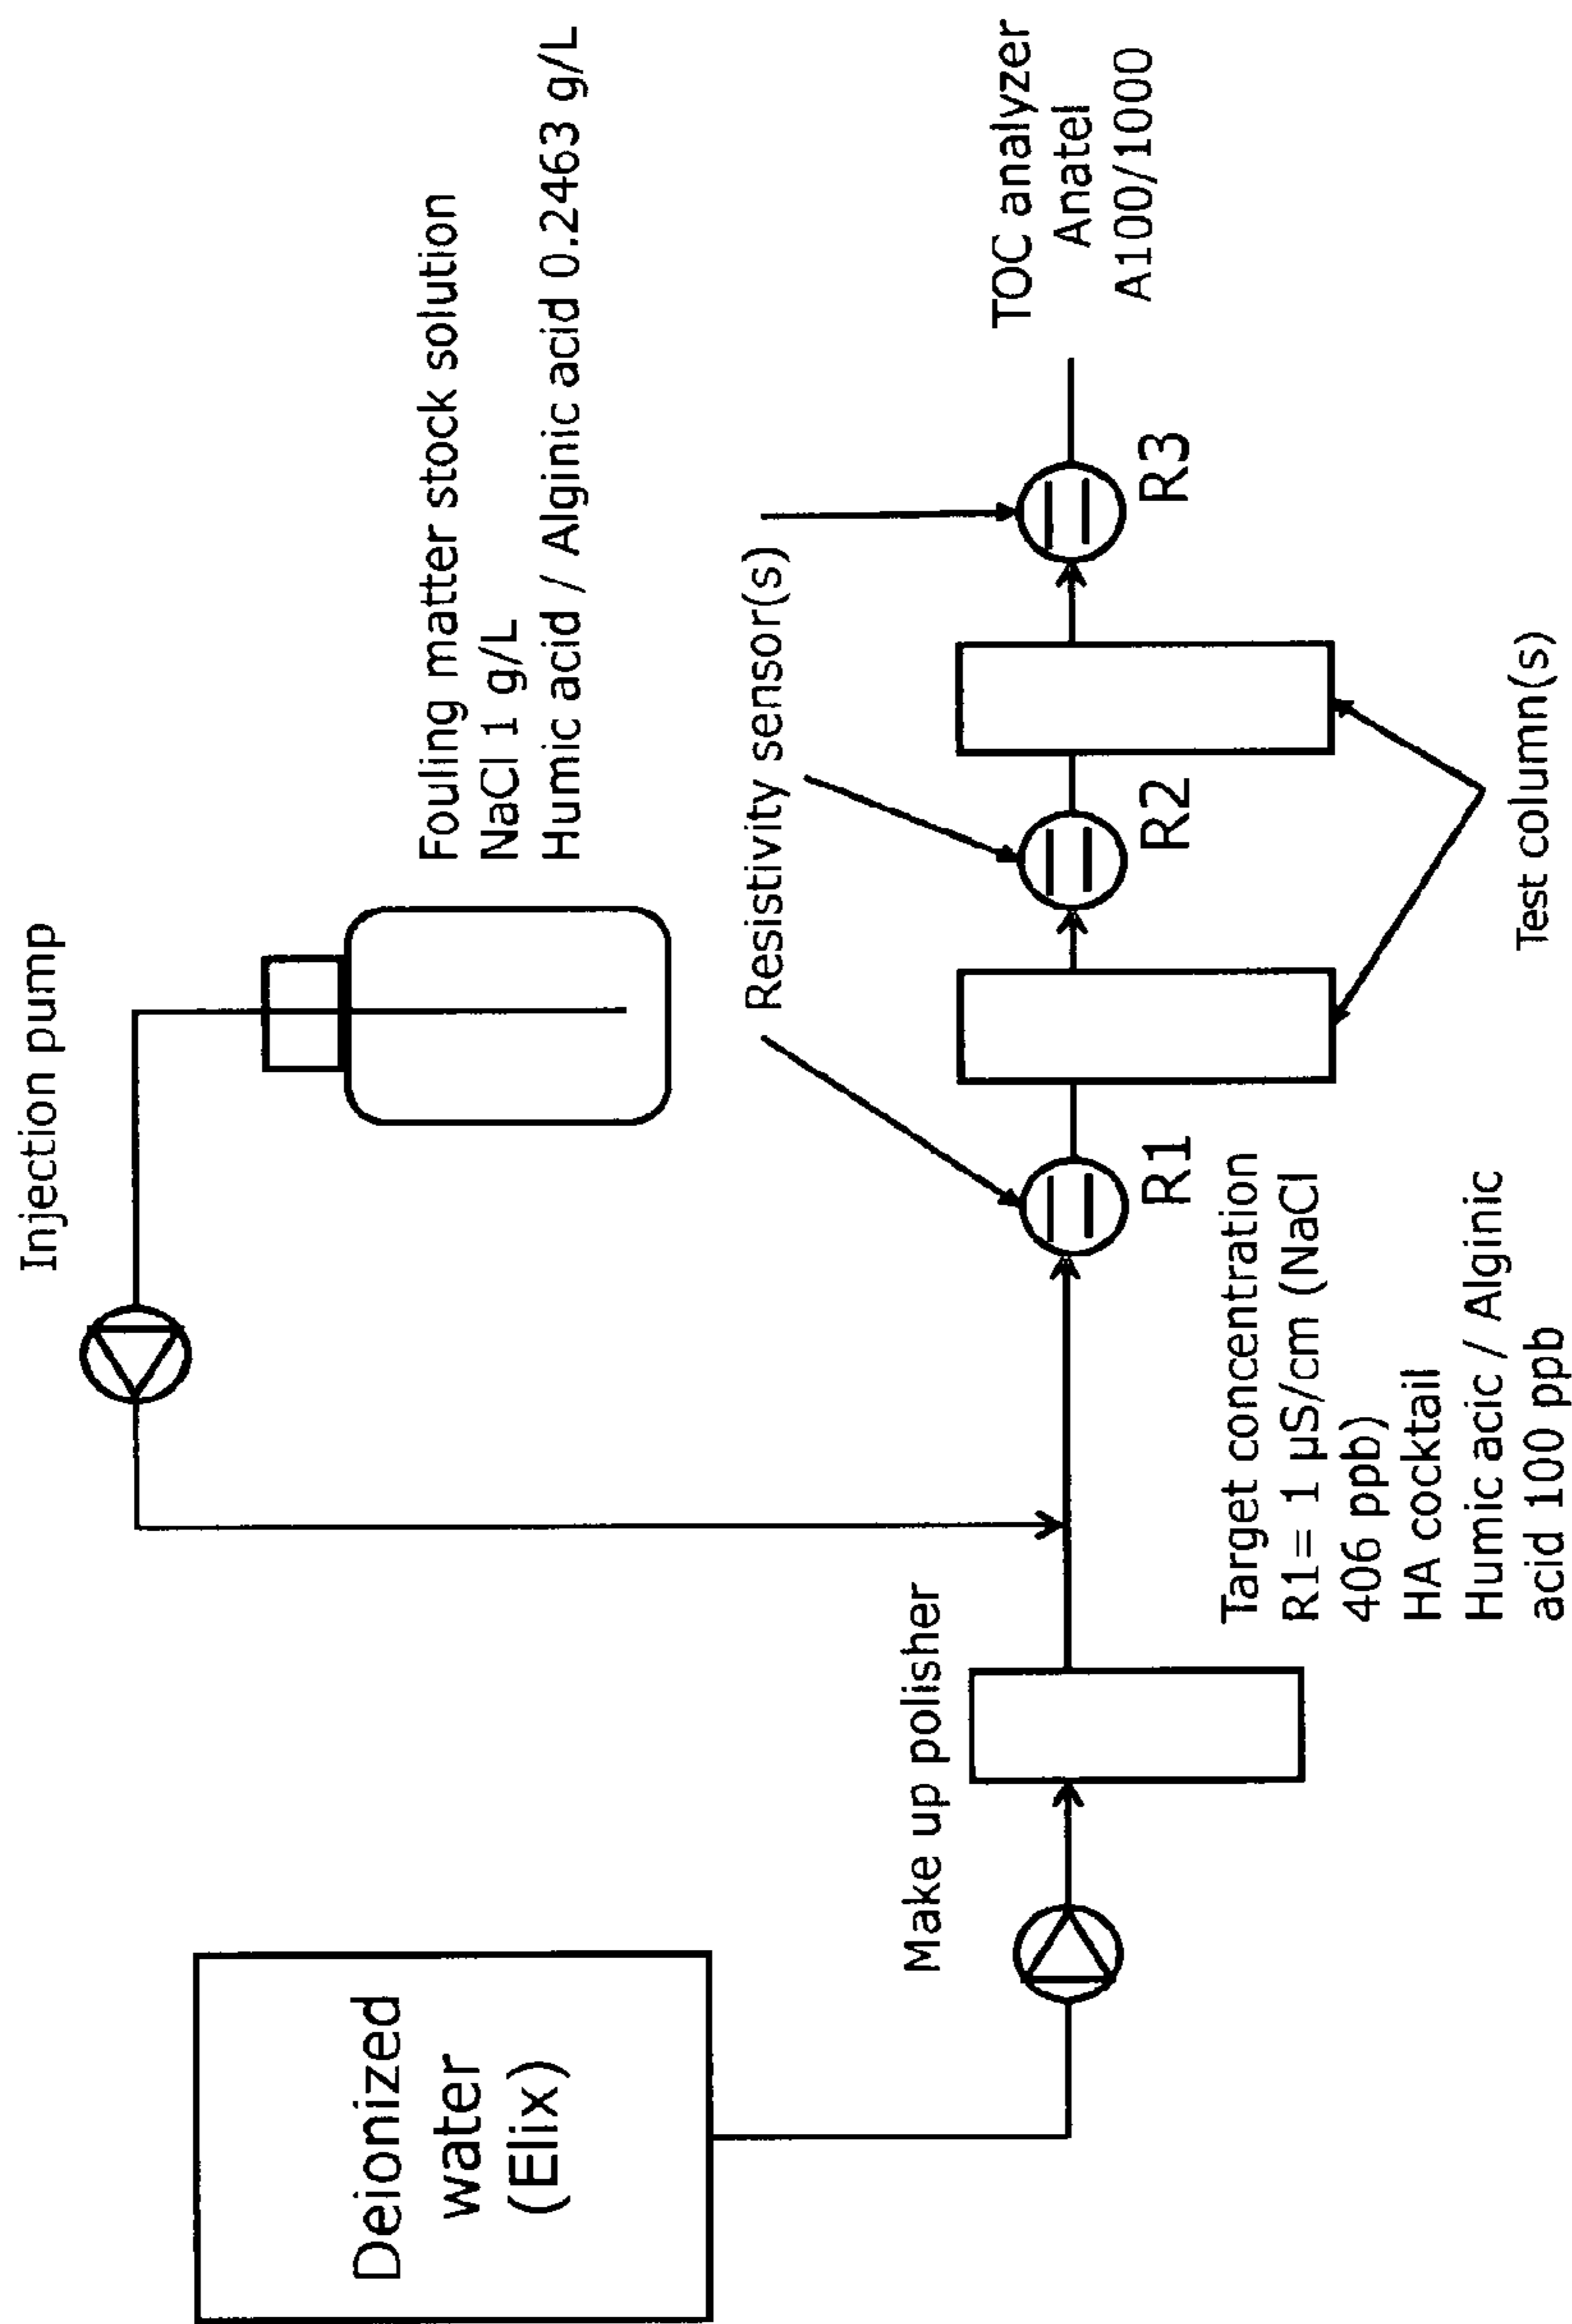 Injection pump
Fouling matter stock solution
NaCl 1 g/L
Humic acid / Alginic acid 0.2463 g/L
Deionized
water
(Elix)
Make up polisher
Resistivity sensor(s)
TOC analyzer
Anatel
A100/1000
R1
R2
R3
Target concentration
R1= 1 µS/cm (NaCl
406 ppb)
HA cocktail
Humic acic / Alginic
acid 100 ppb
Test column(s)